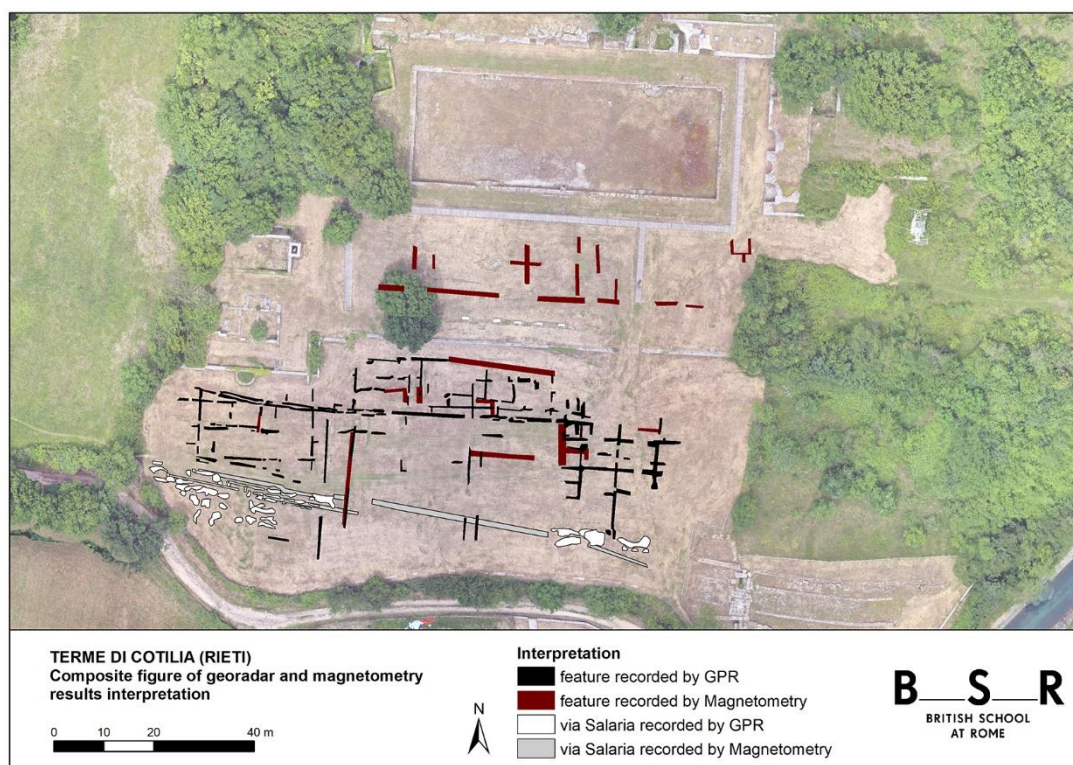 TERME DI COTILIA (RIETI)
Composite figure of georadar and magnetometry
results interpretation
0 10 20 40 m
N
Interpretation
feature recorded by GPR
feature recorded by Magnetometry
via Salaria recorded by GPR
via Salaria recorded by Magnetometry
B__S__R
BRITISH SCHOOL
AT ROME